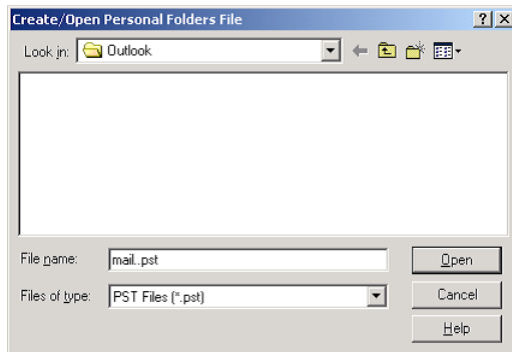 Create/Open Personal Folders File
Look in: Outlook
File name: mail..pst Open
Files of type: PST Files (*.pst) Cancel
Help